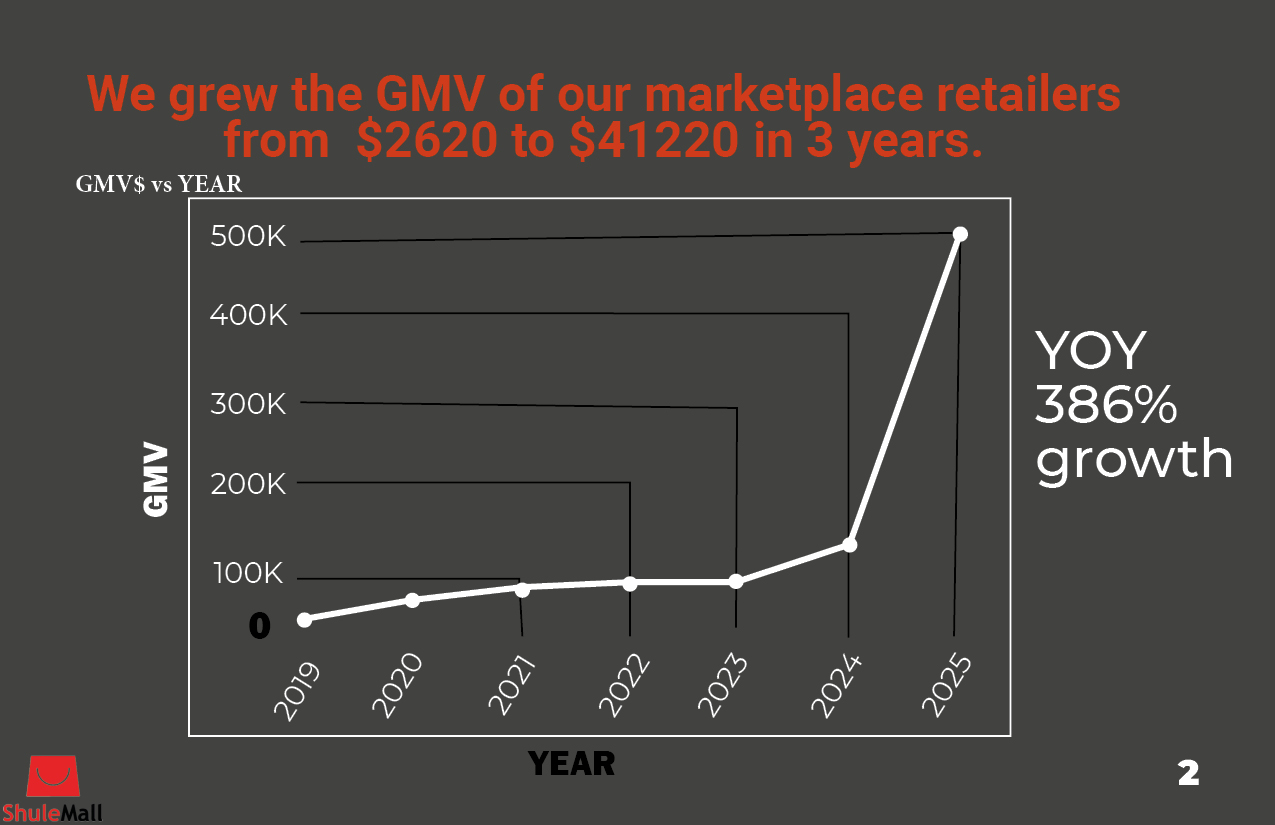 We grew the GMV of our marketplace retailers
from  $2620 to $41220 in 3 years.
GMV$ vs YEAR
500K
400K
300K
200K
100K
0
GMV
2019
2020
2021
2022
2023
2024
2025
YEAR
YOY
386%
growth
ShuleMall
2